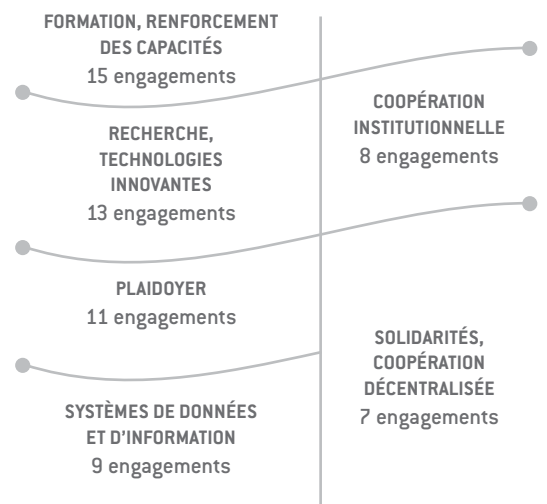 FORMATION, RENFORCEMENT
DES CAPACITÉS
15 engagements
RECHERCHE,
TECHNOLOGIES
INNOVANTES
13 engagements
PLAIDOYER
11 engagements
SYSTÈMES DE DONNÉES
ET D'INFORMATION
9 engagements
COOPÉRATION
INSTITUTIONNELLE
8 engagements
SOLIDARITÉS,
COOPÉRATION
DÉCENTRALISÉE
7 engagements